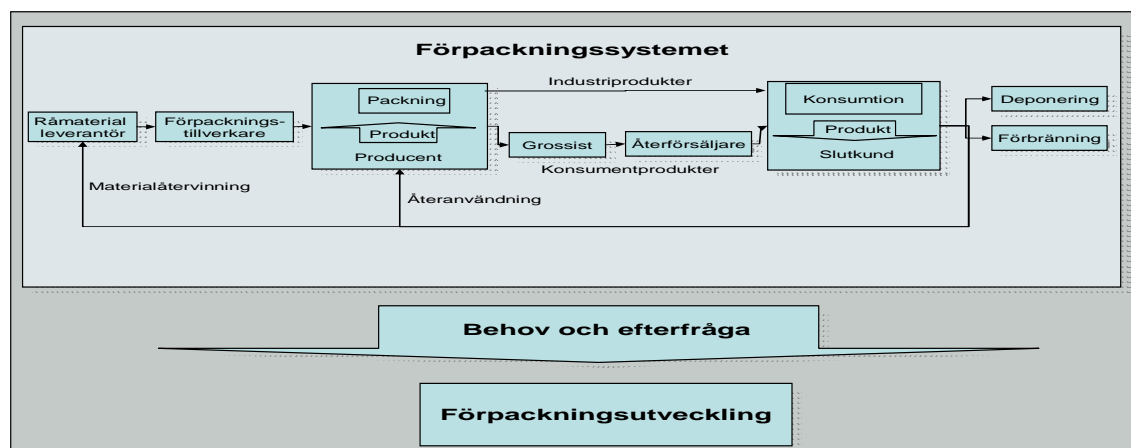 Förpackningssystemet
Industriprodukter
Råmaterial
leverantör
Förpacknings-
tillverkare
Packning
Produkt
Producent
Grossist
Återförsäljare
Konsumentprodukter
Konsumtion
Produkt
Slutkund
Deponering
Förbränning
Materialåtervinning
Återanvändning
Behov och efterfråga
Förpackningsutveckling